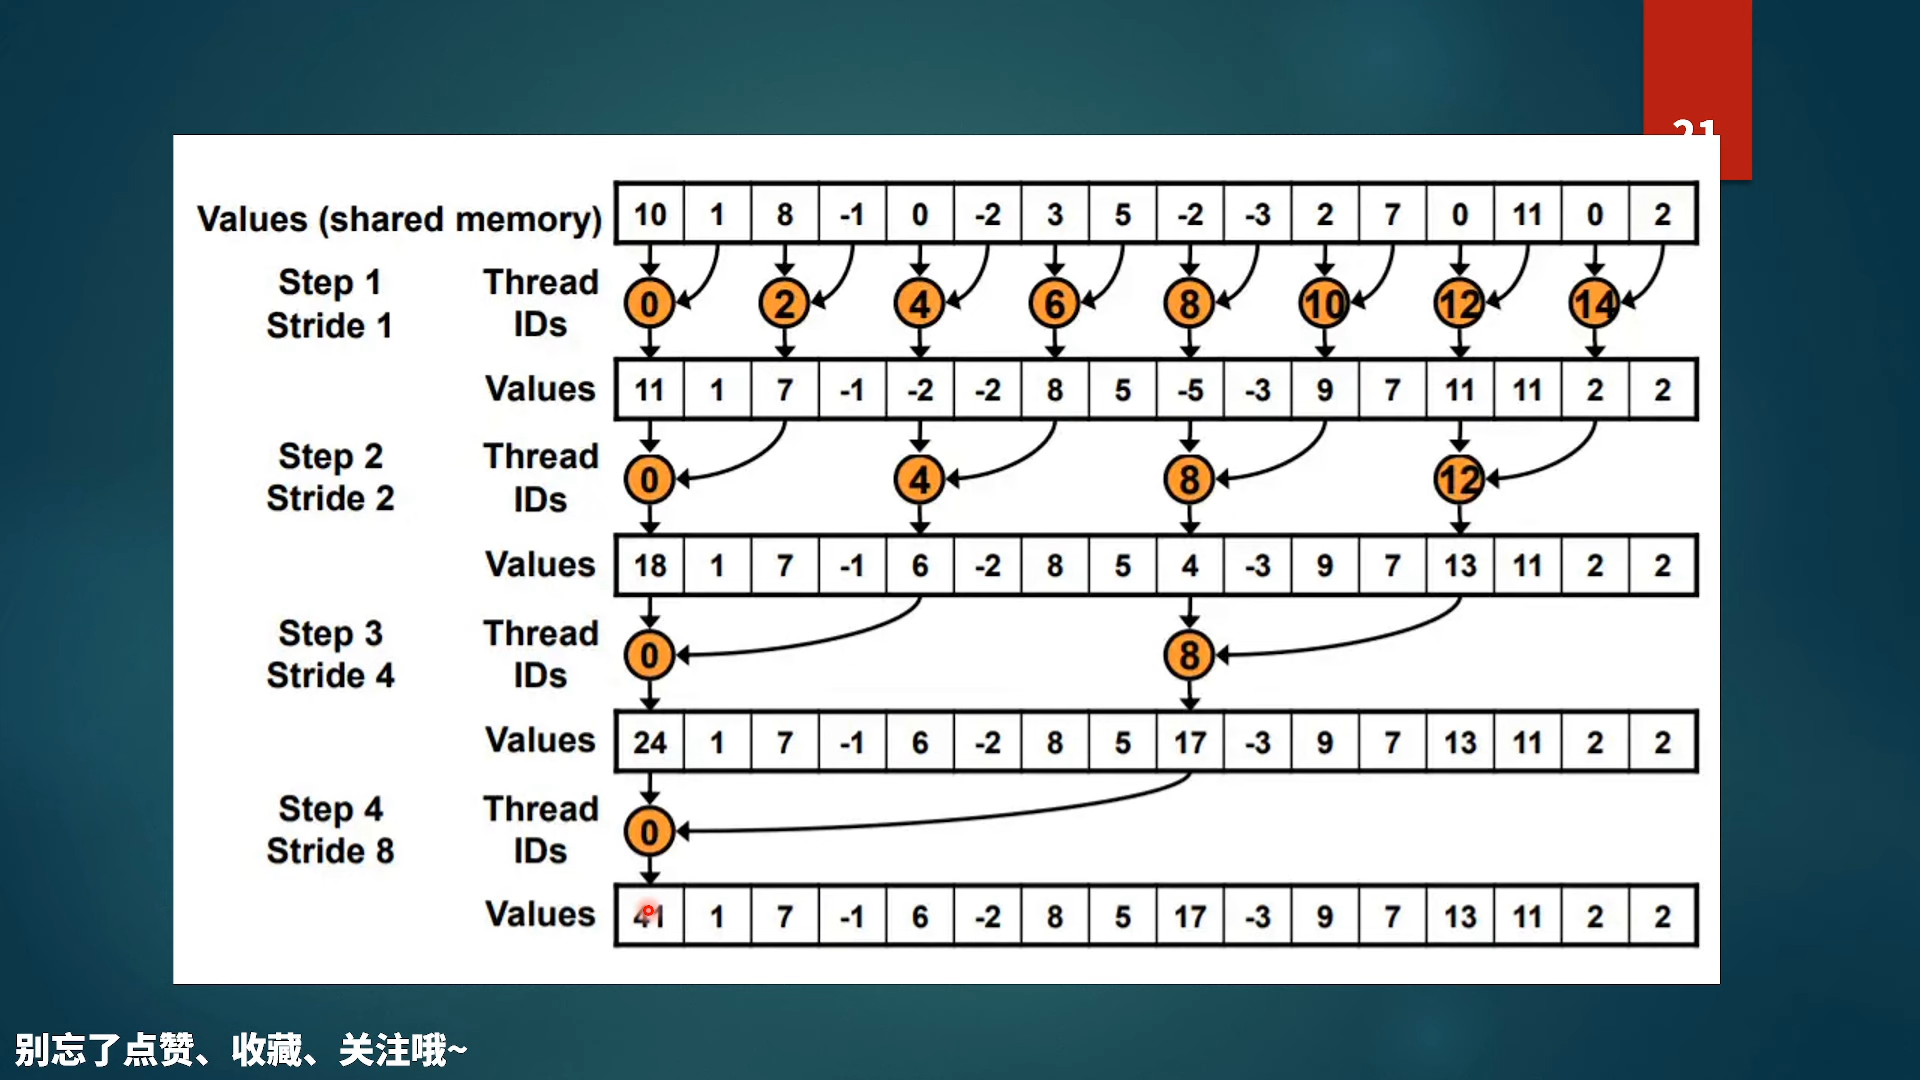 21
Values (shared memory) 10 1 8 -1 0 -2 3 5 -2 -3 2 7 0 11 0 2
Step 1 Thread 0 2 4 6 8 10 12 14
Stride 1 IDs
Values 11 1 7 -1 -2 -2 8 5 -5 -3 9 7 11 11 2 2
Step 2 Thread 0 4 8 12
Stride 2 IDs
Values 18 1 7 -1 6 -2 8 5 4 -3 9 7 13 11 2 2
Step 3 Thread 0 8
Stride 4 IDs
Values 24 1 7 -1 6 -2 8 5 17 -3 9 7 13 11 2 2
Step 4 Thread 0
Stride 8 IDs
Values 41 1 7 -1 6 -2 8 5 17 -3 9 7 13 11 2 2
别忘了点赞、收藏、关注哦~